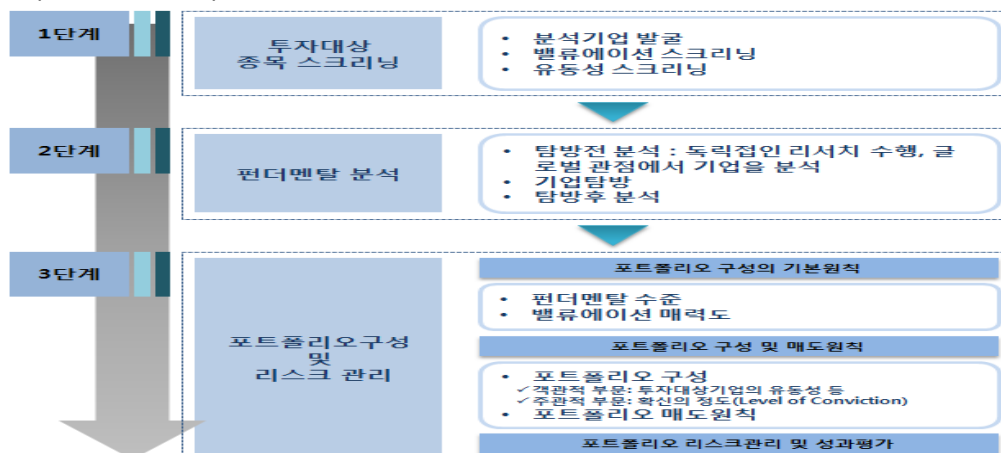 1단계
투자대상
종목 스크리닝
• 분석기업 발굴
• 밸류에이션 스크리닝
• 유동성 스크리닝
2단계
펀더멘탈 분석
• 탐방전 분석 : 독립접인 리서치 수행, 글
로벌 관점에서 기업을 분석
• 기업탐방
• 탐방후 분석
3단계
포트폴리오구성
및
리스크 관리
포트폴리오 구성의 기본원칙
• 펀더멘탈 수준
• 밸류에이션 매력도
포트폴리오 구성 및 매도원칙
• 포트폴리오 구성
✓객관적 부문: 투자대상기업의 유동성 등
✓주관적 부문: 확신의 정도(Level of Conviction)
• 포트폴리오 매도원칙
포트폴리오 리스크관리 및 성과평가